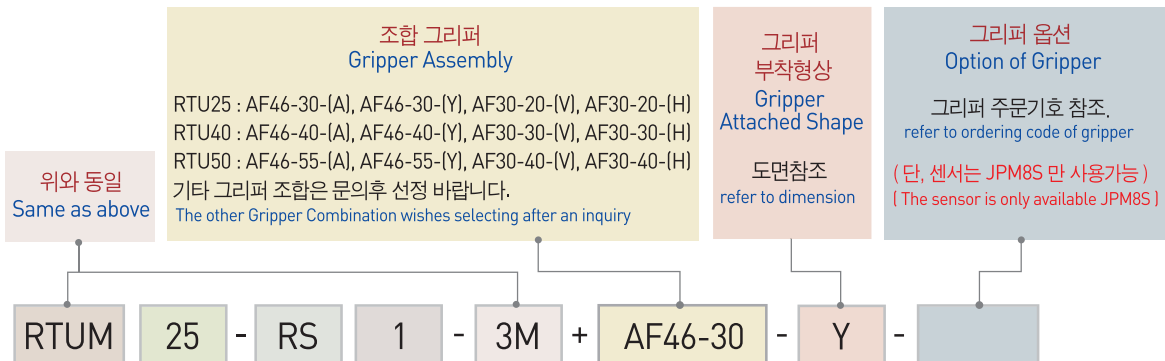 위와 동일
Same as above
조합 그리퍼
Gripper Assembly
RTU25 : AF46-30-(A), AF46-30-(Y), AF30-20-(V), AF30-20-(H)
RTU40 : AF46-40-(A), AF46-40-(Y), AF30-30-(V), AF30-30-(H)
RTU50 : AF46-55-(A), AF46-55-(Y), AF30-40-(V), AF30-40-(H)
기타 그리퍼 조합은 문의후 선정 바랍니다.
The other Gripper Combination wishes selecting after an inquiry
그리퍼
부착형상
Gripper
Attached Shape
도면참조
refer to dimension
그리퍼 옵션
Option of Gripper
그리퍼 주문기호 참조.
refer to ordering code of gripper
( 단, 센서는 JPM8S 만 사용가능 )
( The sensor is only available JPM8S )
RTUM 25 - RS 1 - 3M + AF46-30 - Y -